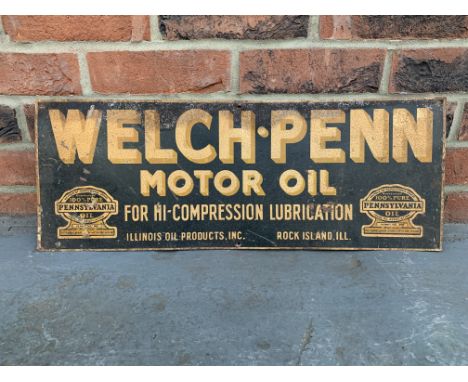 WELCH·PENN
MOTOR OIL
FOR HI-COMPRESSION LUBRICATION
ILLINOIS OIL PRODUCTS, INC. ROCK ISLAND, ILL.
100% PURE
PENNSYLVANIA
OIL
100% PURE
PENNSYLVANIA
OIL